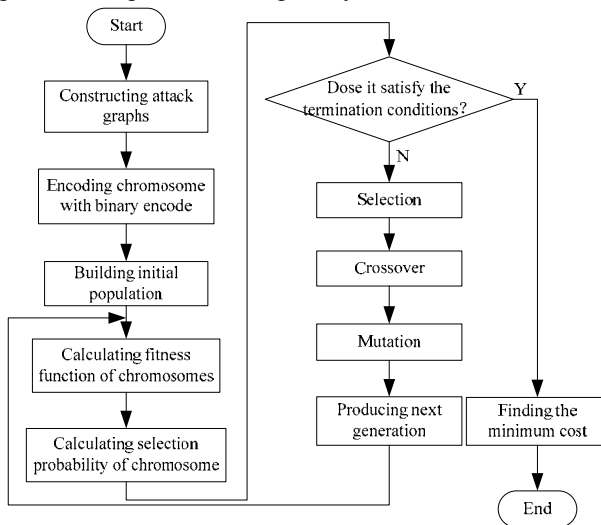 Start
Constructing attack
graphs
Encoding chromosome
with binary encode
Building initial
population
Calculating fitness
function of chromosomes
Calculating selection
probability of chromosome
Dose it satisfy the
termination conditions?
Y
N
Selection
Crossover
Mutation
Producing next
generation
Finding the
minimum cost
End